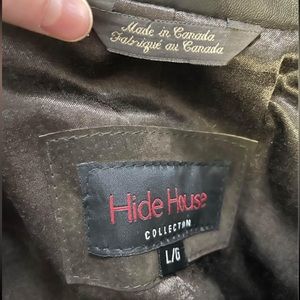 Made in Canada
Fabriqué au Canada
Hide House
COLLECTION
L/G